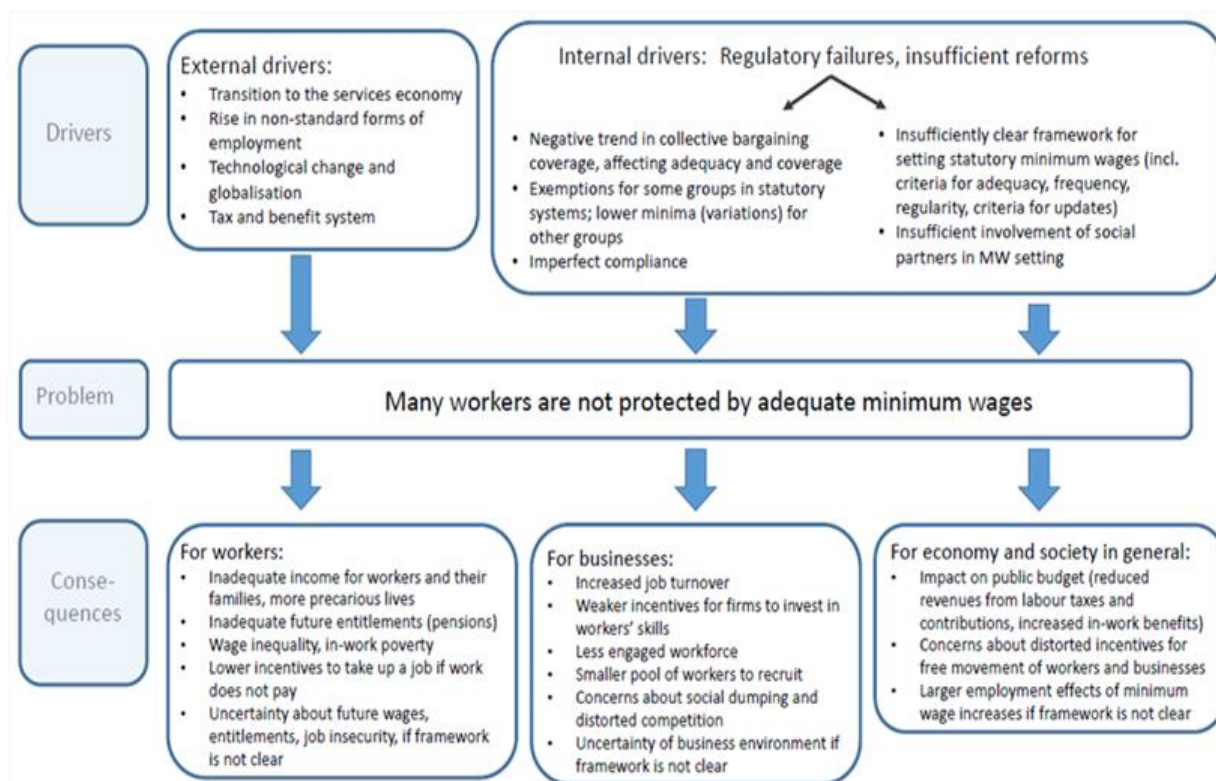 Drivers
External drivers:
• Transition to the services economy
• Rise in non-standard forms of
employment
• Technological change and
globalisation
• Tax and benefit system
Internal drivers: Regulatory failures, insufficient reforms
• Negative trend in collective bargaining
coverage, affecting adequacy and coverage
• Exemptions for some groups in statutory
systems; lower minima (variations) for
other groups
• Imperfect compliance
• Insufficiently clear framework for
setting statutory minimum wages (incl.
criteria for adequacy, frequency,
regularity, criteria for updates)
• Insufficient involvement of social
partners in MW setting
Problem
Many workers are not protected by adequate minimum wages
Conse-
quences
For workers:
• Inadequate income for workers and their
families, more precarious lives
• Inadequate future entitlements (pensions)
• Wage inequality, in-work poverty
• Lower incentives to take up a job if work
does not pay
• Uncertainty about future wages,
entitlements, job insecurity, if framework
is not clear
For businesses:
• Increased job turnover
• Weaker incentives for firms to invest in
workers' skills
• Less engaged workforce
• Smaller pool of workers to recruit
• Concerns about social dumping and
distorted competition
• Uncertainty of business environment if
framework is not clear
For economy and society in general:
• Impact on public budget (reduced
revenues from labour taxes and
contributions, increased in-work benefits)
• Concerns about distorted incentives for
free movement of workers and businesses
• Larger employment effects of minimum
wage increases if framework is not clear